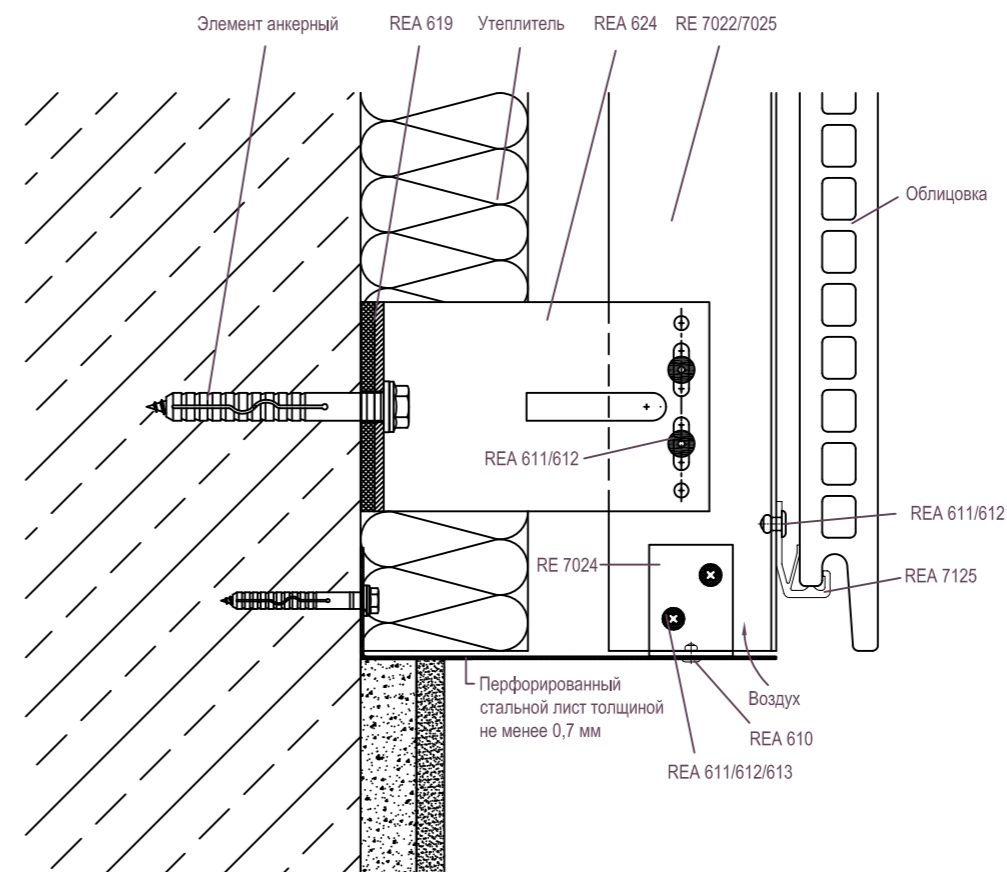 Элемент анкерный
REA 619
Утеплитель
REA 624
RE 7022/7025
Облицовка
REA 611/612
REA 611/612
RE 7024
REA 7125
Перфорированный
стальной лист толщиной
не менее 0,7 мм
Воздух
REA 610
REA 611/612/613